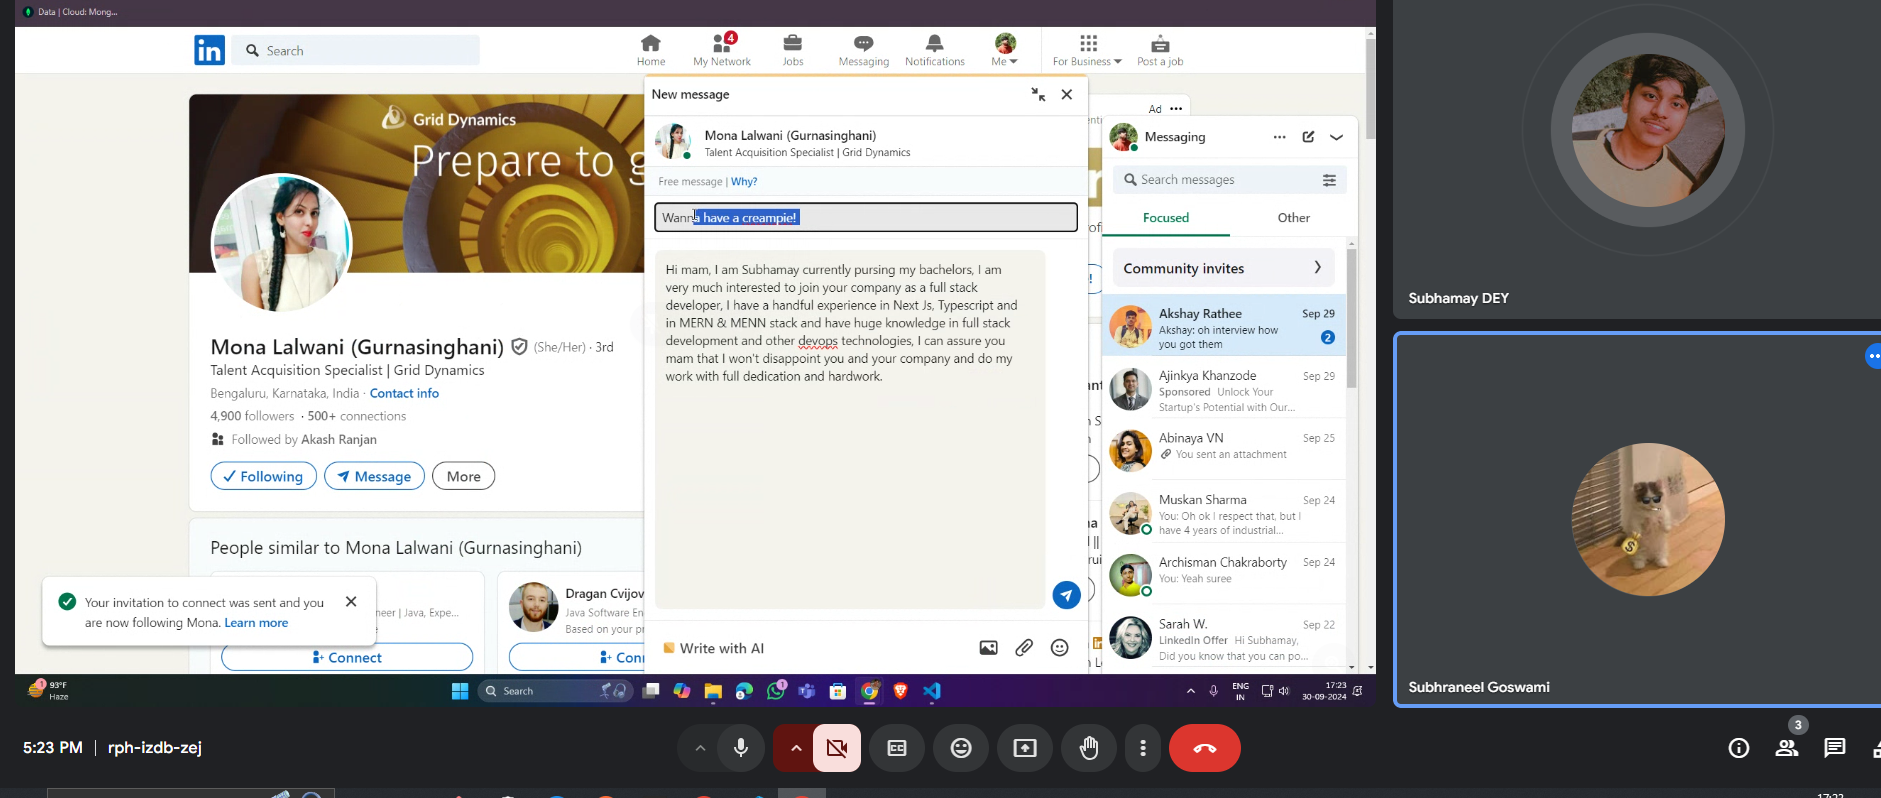 Data | Cloud: Mong...
in
Search
Home
4
My Network
Jobs
Messaging
Notifications
Me
For Business
Post a job
Grid Dynamics
Prepare to g
Mona Lalwani (Gurnasinghani) (She/Her) · 3rd
Talent Acquisition Specialist | Grid Dynamics
Bengaluru, Karnataka, India · Contact info
4,900 followers · 500+ connections
Followed by Akash Ranjan
Following
Message
More
People similar to Mona Lalwani (Gurnasinghani)
Your invitation to connect was sent and you
are now following Mona. Learn more
neer | Java, Expe...
Connect
Dragan Cvijov
Java Software En
Based on your pr
Conn
New message
Mona Lalwani (Gurnasinghani)
Talent Acquisition Specialist | Grid Dynamics
Free message | Why?
Wanna have a creampie!
Hi mam, I am Subhamay currently pursing my bachelors, I am
very much interested to join your company as a full stack
developer, I have a handful experience in Next Js, Typescript and
in MERN & MENN stack and have huge knowledge in full stack
development and other devops technologies, I can assure you
mam that I won't disappoint you and your company and do my
work with full dedication and hardwork.
Write with AI
Ad
Messaging
Search messages
Focused
Other
Community invites
Akshay Rathee Sep 29
Akshay: oh interview how
you got them
2
Ajinkya Khanzode Sep 29
Sponsored Unlock Your
Startup's Potential with Our...
Abinaya VN Sep 25
You sent an attachment
Muskan Sharma Sep 24
You: Oh ok I respect that, but I
have 4 years of industrial...
Archisman Chakraborty Sep 24
You: Yeah suree
Sarah W. Sep 22
LinkedIn Offer Hi Subhamay,
Did you know that you can po...
1
93°F
Haze
Search
1
ENG
IN
17:23
30-09-2024
Subhamay DEY
$
Subhraneel Goswami
5:23 PM | rph-izdb-zej
CC
3